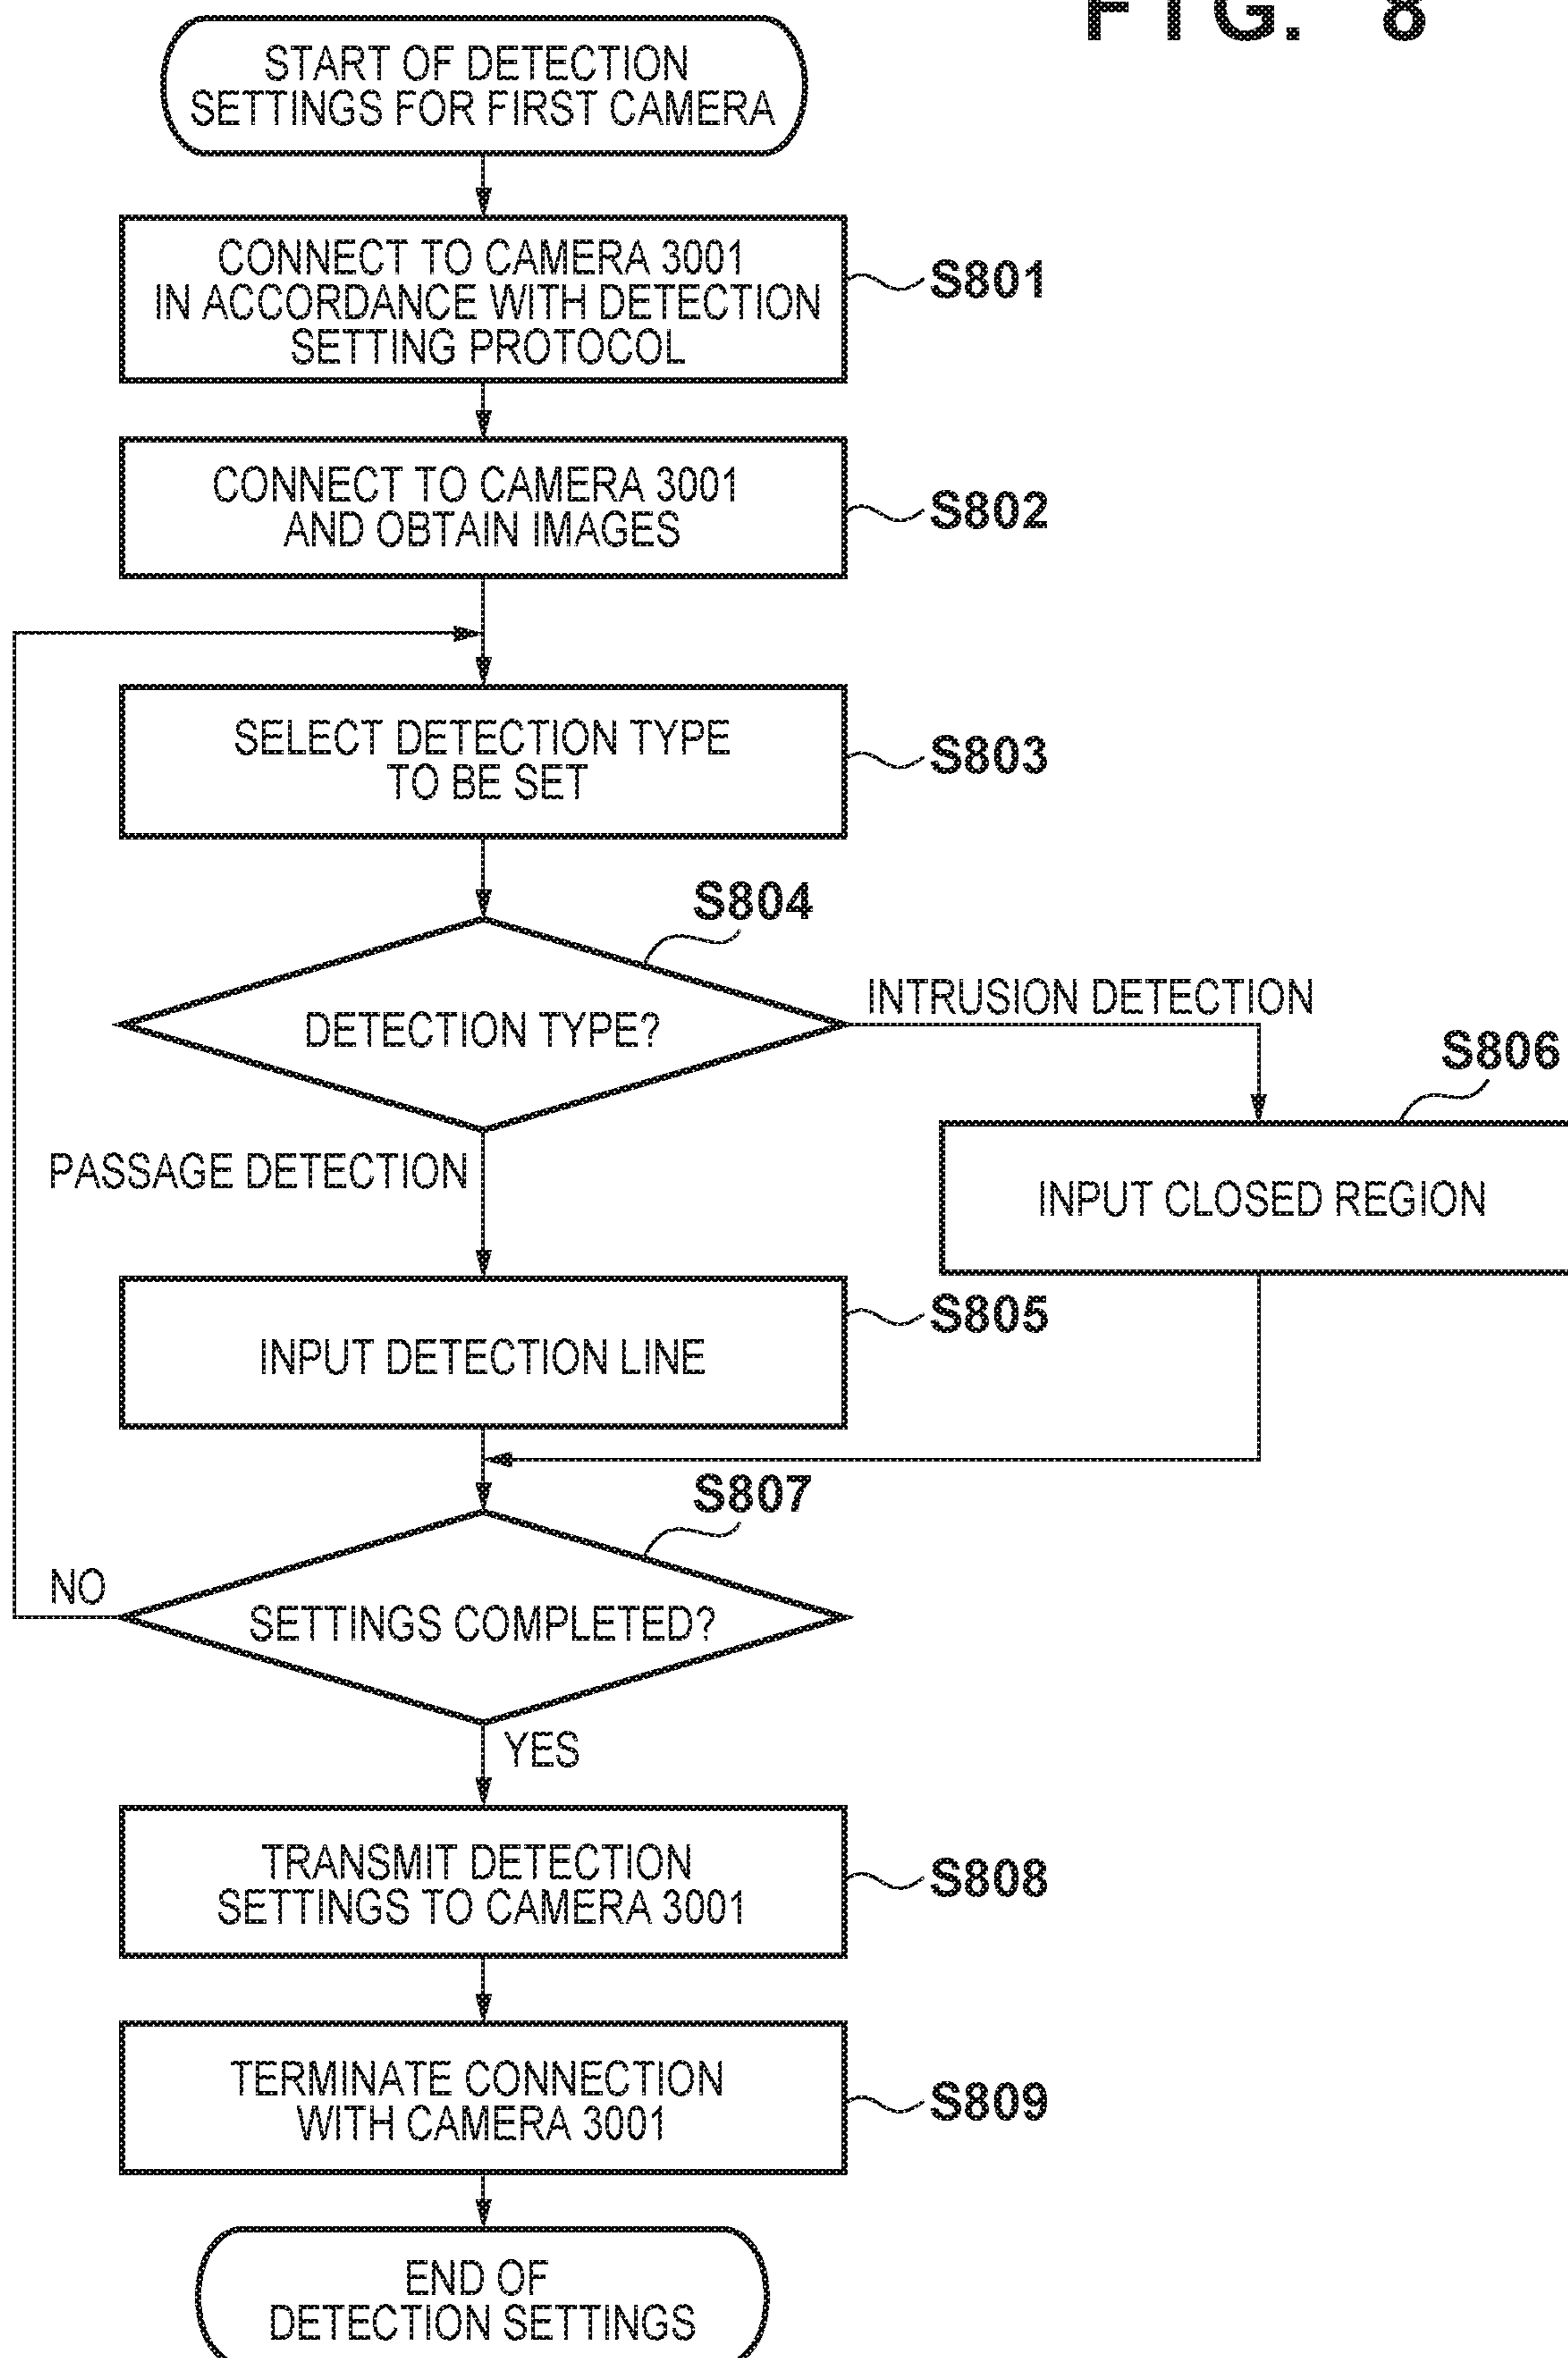 FIG. 8
START OF DETECTION
SETTINGS FOR FIRST CAMERA
CONNECT TO CAMERA 3001
IN ACCORDANCE WITH DETECTION
SETTING PROTOCOL
S801
CONNECT TO CAMERA 3001
AND OBTAIN IMAGES
S802
SELECT DETECTION TYPE
TO BE SET
S803
S804
DETECTION TYPE?
INTRUSION DETECTION
S806
INPUT CLOSED REGION
PASSAGE DETECTION
S805
INPUT DETECTION LINE
S807
SETTINGS COMPLETED?
NO
YES
TRANSMIT DETECTION
SETTINGS TO CAMERA 3001
S808
TERMINATE CONNECTION
WITH CAMERA 3001
S809
END OF
DETECTION SETTINGS